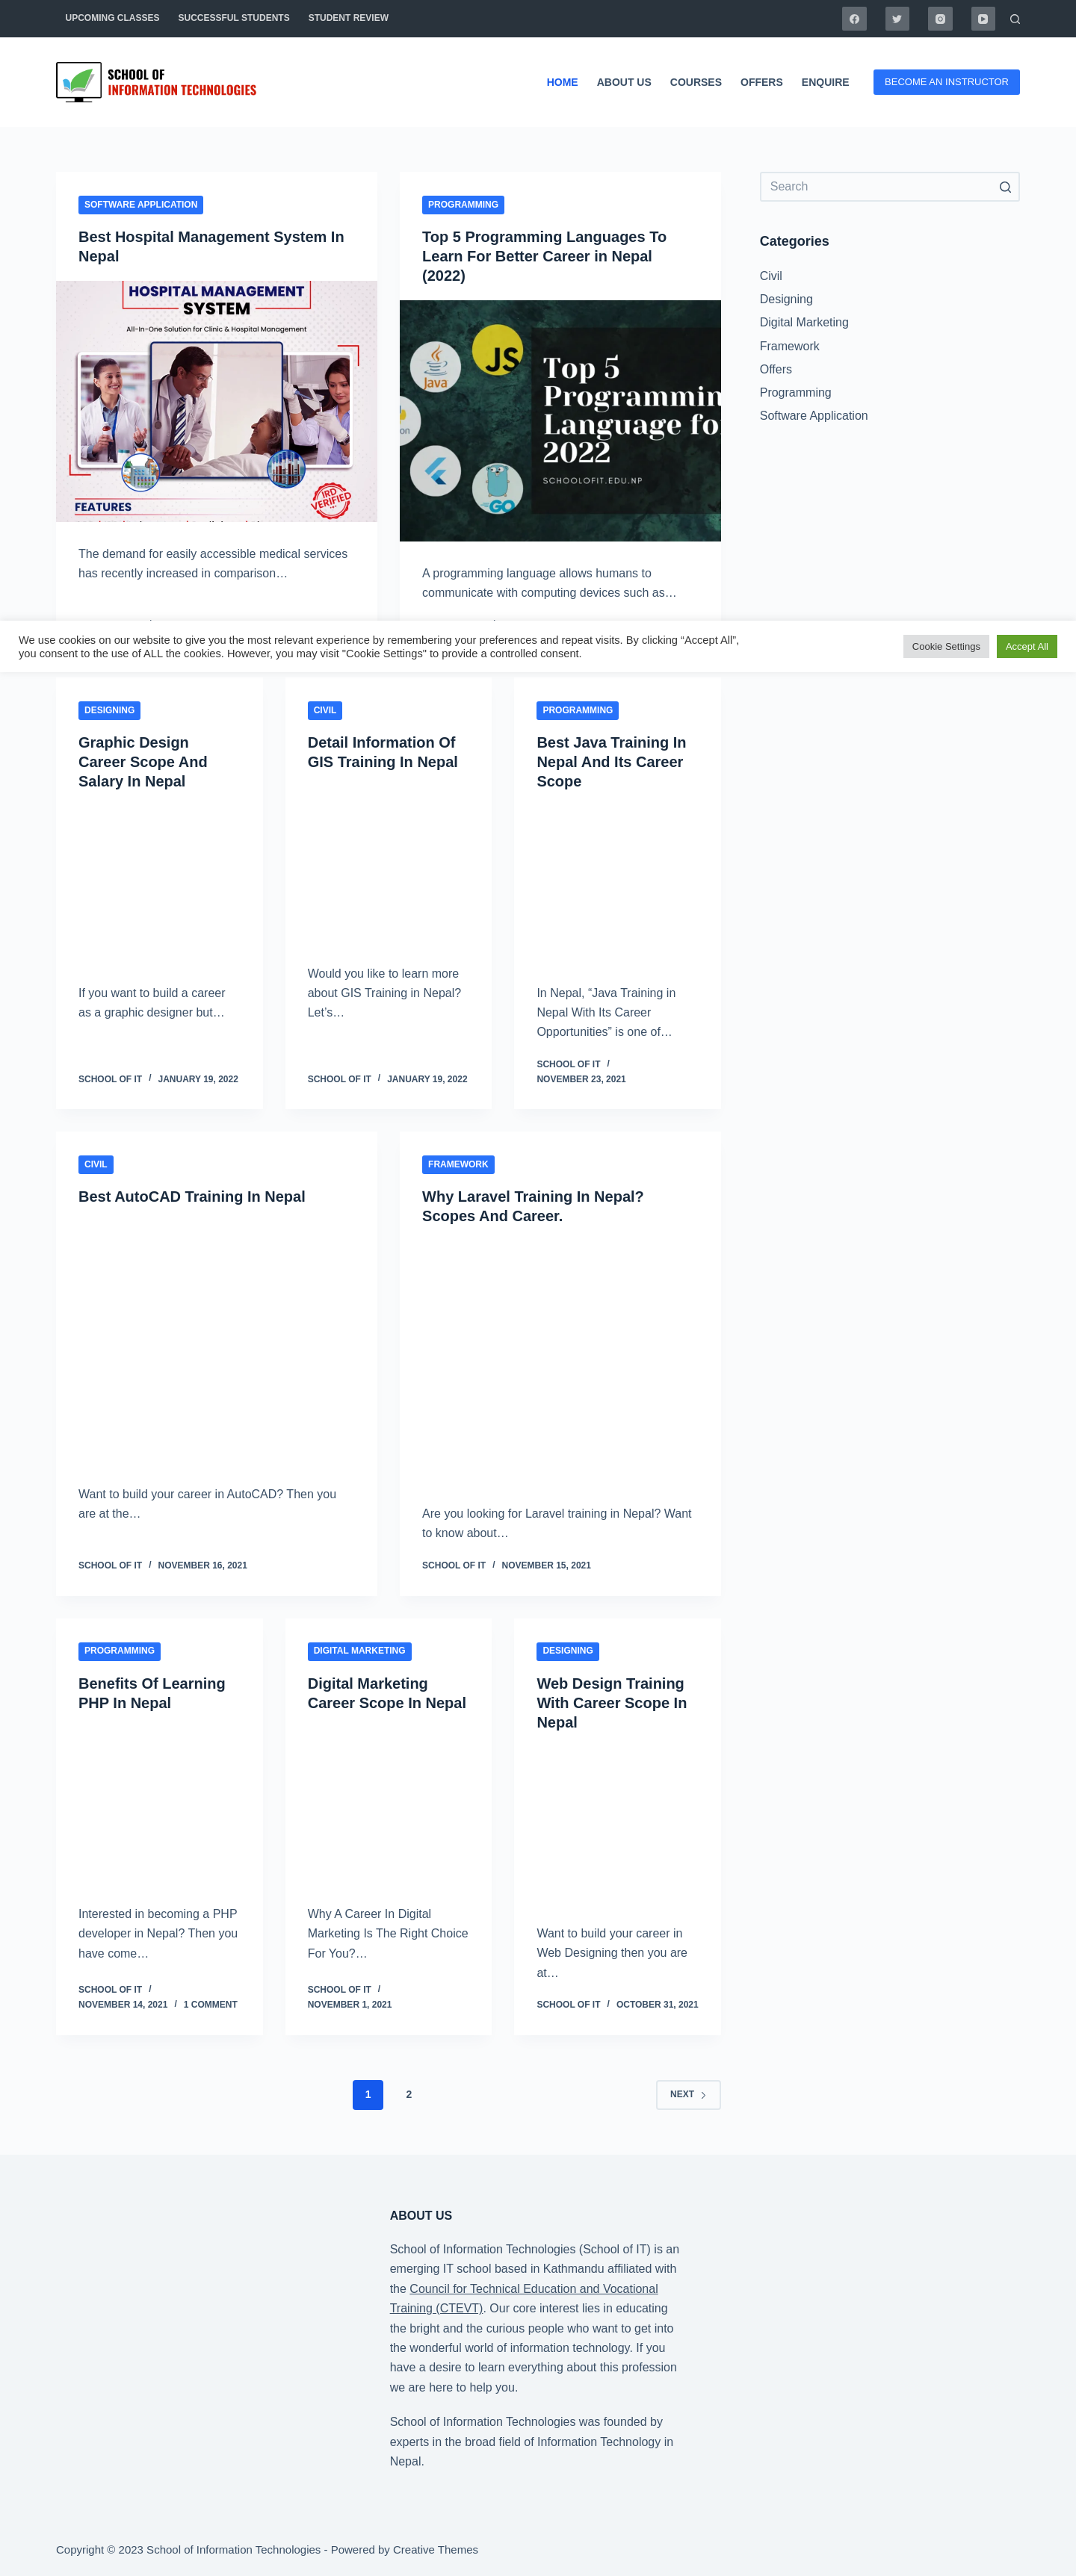 UPCOMING CLASSES SUCCESSFUL STUDENTS STUDENT REVIEW
SCHOOL OF
INFORMATION TECHNOLOGIES
HOME ABOUT US COURSES OFFERS ENQUIRE BECOME AN INSTRUCTOR
SOFTWARE APPLICATION
Best Hospital Management System In
Nepal
HOSPITAL MANAGEMENT
SYSTEM
All-In-One Solution for Clinic & Hospital Management
FEATURES
IRD
VERIFIED
The demand for easily accessible medical services
has recently increased in comparison…
PROGRAMMING
Top 5 Programming Languages To
Learn For Better Career in Nepal
(2022)
Java
JS
GO
Top 5
Programming
Language for
2022
SCHOOLOFIT.EDU.NP
A programming language allows humans to
communicate with computing devices such as…
Search
Categories
Civil
Designing
Digital Marketing
Framework
Offers
Programming
Software Application
We use cookies on our website to give you the most relevant experience by remembering your preferences and repeat visits. By clicking “Accept All”,
you consent to the use of ALL the cookies. However, you may visit "Cookie Settings" to provide a controlled consent.
Cookie Settings Accept All
DESIGNING
Graphic Design
Career Scope And
Salary In Nepal
If you want to build a career
as a graphic designer but…
SCHOOL OF IT / JANUARY 19, 2022
CIVIL
Detail Information Of
GIS Training In Nepal
Would you like to learn more
about GIS Training in Nepal?
Let’s…
SCHOOL OF IT / JANUARY 19, 2022
PROGRAMMING
Best Java Training In
Nepal And Its Career
Scope
In Nepal, “Java Training in
Nepal With Its Career
Opportunities” is one of…
SCHOOL OF IT /
NOVEMBER 23, 2021
CIVIL
Best AutoCAD Training In Nepal
Want to build your career in AutoCAD? Then you
are at the…
SCHOOL OF IT / NOVEMBER 16, 2021
FRAMEWORK
Why Laravel Training In Nepal?
Scopes And Career.
Are you looking for Laravel training in Nepal? Want
to know about…
SCHOOL OF IT / NOVEMBER 15, 2021
PROGRAMMING
Benefits Of Learning
PHP In Nepal
Interested in becoming a PHP
developer in Nepal? Then you
have come…
SCHOOL OF IT /
NOVEMBER 14, 2021 / 1 COMMENT
DIGITAL MARKETING
Digital Marketing
Career Scope In Nepal
Why A Career In Digital
Marketing Is The Right Choice
For You?…
SCHOOL OF IT /
NOVEMBER 1, 2021
DESIGNING
Web Design Training
With Career Scope In
Nepal
Want to build your career in
Web Designing then you are
at…
SCHOOL OF IT / OCTOBER 31, 2021
1 2 NEXT
ABOUT US
School of Information Technologies (School of IT) is an
emerging IT school based in Kathmandu affiliated with
the Council for Technical Education and Vocational
Training (CTEVT). Our core interest lies in educating
the bright and the curious people who want to get into
the wonderful world of information technology. If you
have a desire to learn everything about this profession
we are here to help you.
School of Information Technologies was founded by
experts in the broad field of Information Technology in
Nepal.
Copyright © 2023 School of Information Technologies - Powered by Creative Themes